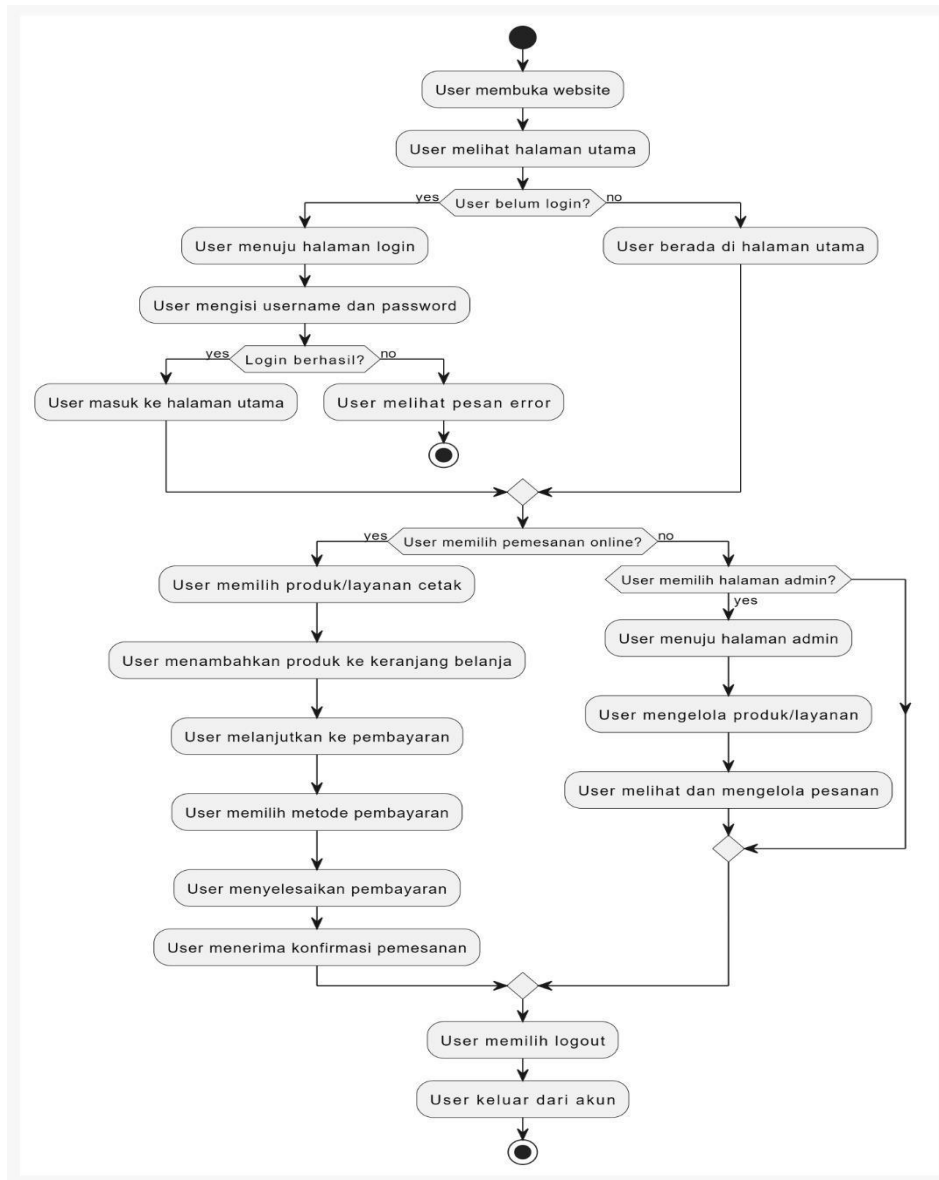 User membuka website
User melihat halaman utama
yes
User belum login?
no
User menuju halaman login
User berada di halaman utama
User mengisi username dan password
yes
Login berhasil?
no
User masuk ke halaman utama
User melihat pesan error
yes
User memilih pemesanan online?
no
User memilih produk/layanan cetak
User memilih halaman admin?
yes
User menuju halaman admin
User menambahkan produk ke keranjang belanja
User mengelola produk/layanan
User melanjutkan ke pembayaran
User melihat dan mengelola pesanan
User memilih metode pembayaran
User menyelesaikan pembayaran
User menerima konfirmasi pemesanan
User memilih logout
User keluar dari akun